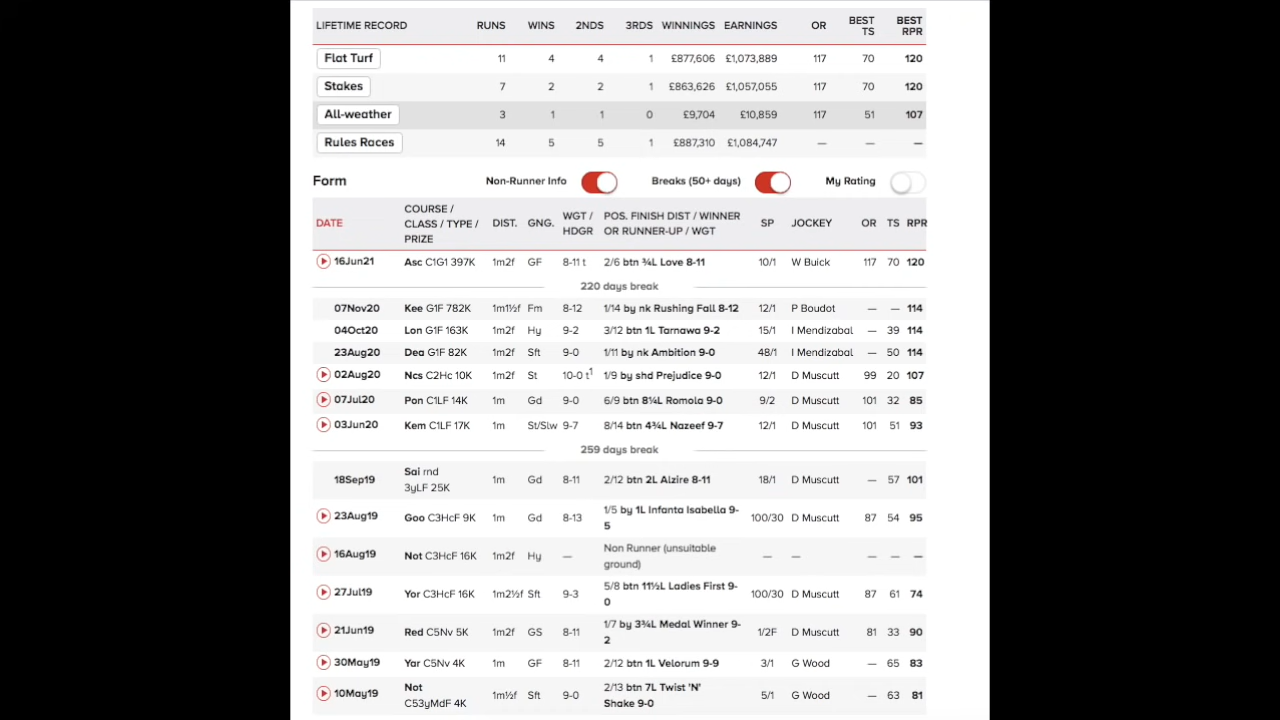 LIFETIME RECORD RUNS WINS 2NDS 3RDS WINNINGS EARNINGS OR BEST TS BEST RPR
Flat Turf 11 4 4 1 £877,606 £1,073,889 117 70 120
Stakes 7 2 2 1 £863,626 £1,057,055 117 70 120
All-weather 3 1 1 0 £9,704 £10,859 117 51 107
Rules Races 14 5 5 1 £887,310 £1,084,747 — — —
Form Non-Runner Info Breaks (50+ days) My Rating
DATE COURSE / CLASS / TYPE / PRIZE DIST. GNG. WGT / HDGR POS. FINISH DIST / WINNER OR RUNNER-UP / WGT SP JOCKEY OR TS RPR
16Jun21 Asc C1G1 397K 1m2f GF 8-11 t 2/6 btn ¾L Love 8-11 10/1 W Buick 117 70 120
220 days break
07Nov20 Kee G1F 782K 1m1½f Fm 8-12 1/14 by nk Rushing Fall 8-12 12/1 P Boudot — — 114
04Oct20 Lon G1F 163K 1m2f Hy 9-2 3/12 btn 1L Tarnawa 9-2 15/1 I Mendizabal — 39 114
23Aug20 Dea G1F 82K 1m2f Sft 9-0 1/11 by nk Ambition 9-0 48/1 I Mendizabal — 50 114
02Aug20 Ncs C2Hc 10K 1m2f St 10-0 t1 1/9 by shd Prejudice 9-0 12/1 D Muscutt 99 20 107
07Jul20 Pon C1LF 14K 1m Gd 9-0 6/9 btn 8¼L Romola 9-0 9/2 D Muscutt 101 32 85
03Jun20 Kem C1LF 17K 1m St/Slw 9-7 8/14 btn 4¾L Nazeef 9-7 12/1 D Muscutt 101 51 93
259 days break
18Sep19 Sai rnd 3yLF 25K 1m Gd 8-11 2/12 btn 2L Alzire 8-11 18/1 D Muscutt — 57 101
23Aug19 Goo C3HcF 9K 1m Gd 8-13 1/5 by 1L Infanta Isabella 9-5 100/30 D Muscutt 87 54 95
16Aug19 Not C3HcF 16K 1m2f Hy — Non Runner (unsuitable ground) — — — — —
27Jul19 Yor C3HcF 16K 1m2½f Sft 9-3 5/8 btn 11½L Ladies First 9-0 100/30 D Muscutt 87 61 74
21Jun19 Red C5Nv 5K 1m2f GS 8-11 1/7 by 3¾L Medal Winner 9-2 1/2F D Muscutt 81 33 90
30May19 Yar C5Nv 4K 1m GF 8-11 2/12 btn 1L Velorum 9-9 3/1 G Wood — 65 83
10May19 Not C53yMdF 4K 1m½f Sft 9-0 2/13 btn 7L Twist 'N' Shake 9-0 5/1 G Wood — 63 81